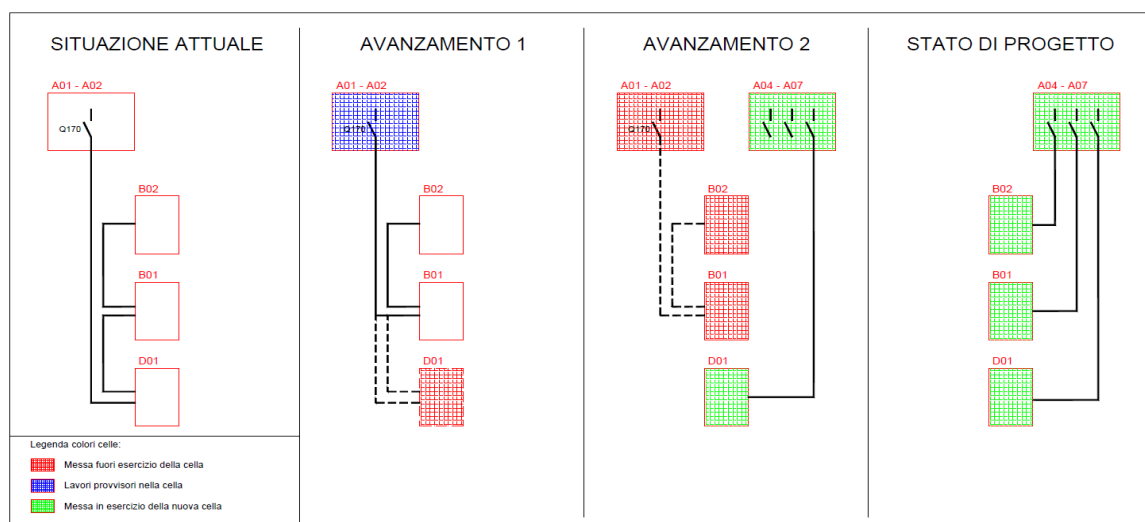 SITUAZIONE ATTUALE
A01 - A02
Q170
B02
B01
D01
Legenda colori celle:
Messa fuori esercizio della cella
Lavori provvisori nella cella
Messa in esercizio della nuova cella
AVANZAMENTO 1
A01 - A02
Q170
B02
B01
D01
AVANZAMENTO 2
A01 - A02
A04 - A07
Q170
B02
B01
D01
STATO DI PROGETTO
A04 - A07
B02
B01
D01